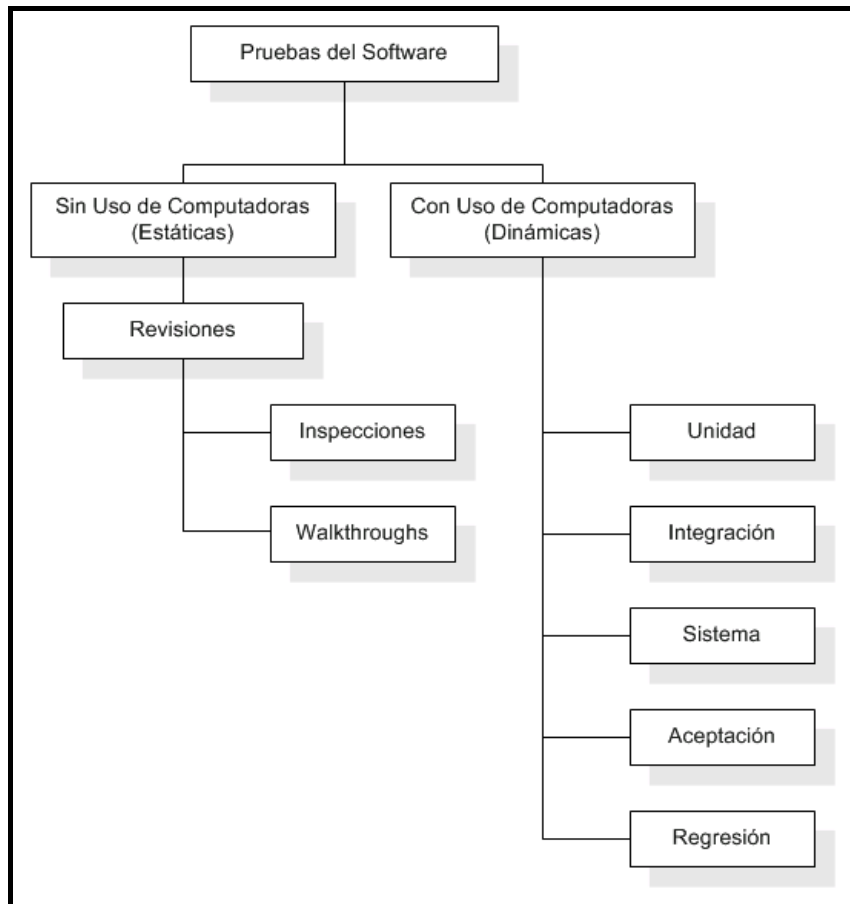 Pruebas del Software
Sin Uso de Computadoras
(Estáticas)
Con Uso de Computadoras
(Dinámicas)
Revisiones
Inspecciones
Walkthroughs
Unidad
Integración
Sistema
Aceptación
Regresión